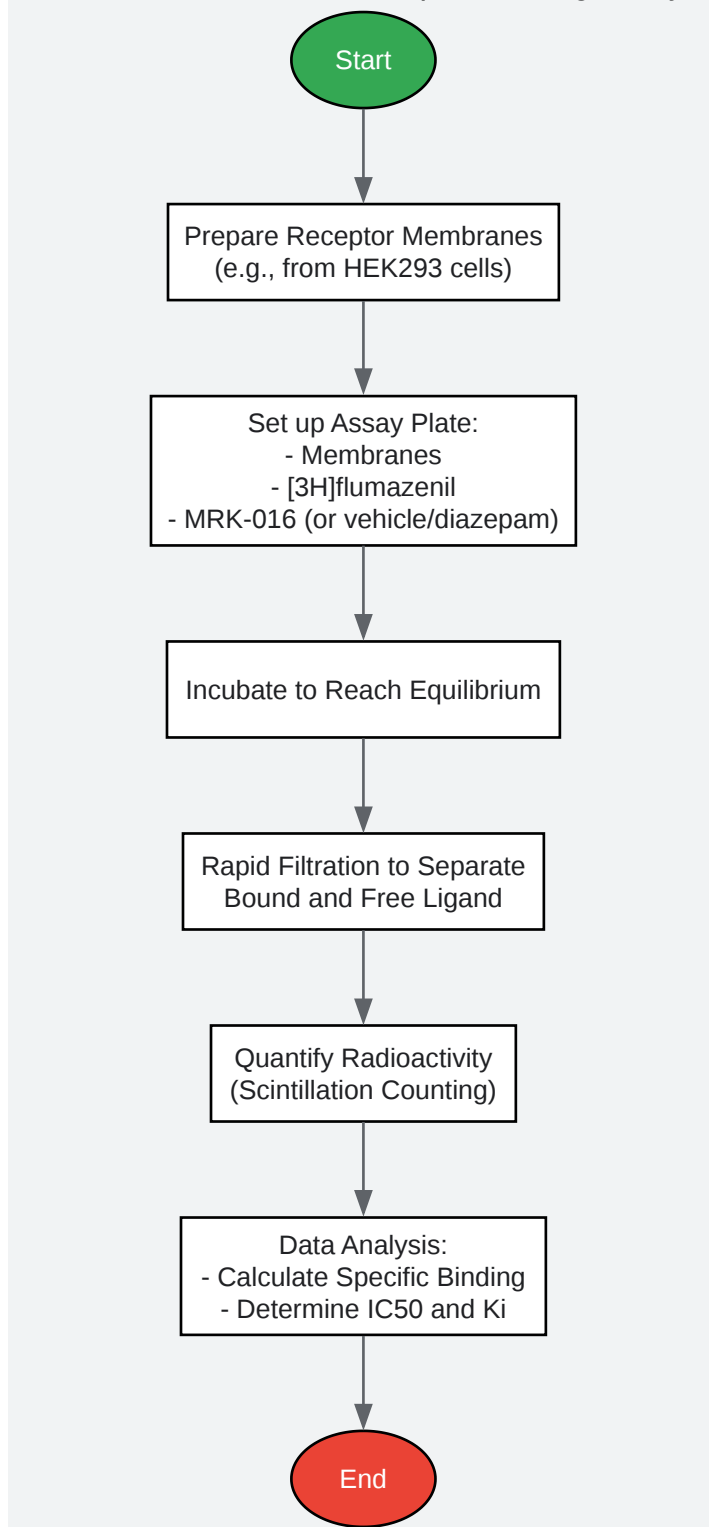 Start
Prepare Receptor Membranes
(e.g., from HEK293 cells)
Set up Assay Plate:
- Membranes
- [3H]flumazenil
- MRK-016 (or vehicle/diazepam)
Incubate to Reach Equilibrium
Rapid Filtration to Separate
Bound and Free Ligand
Quantify Radioactivity
(Scintillation Counting)
Data Analysis:
- Calculate Specific Binding
- Determine IC50 and Ki
End